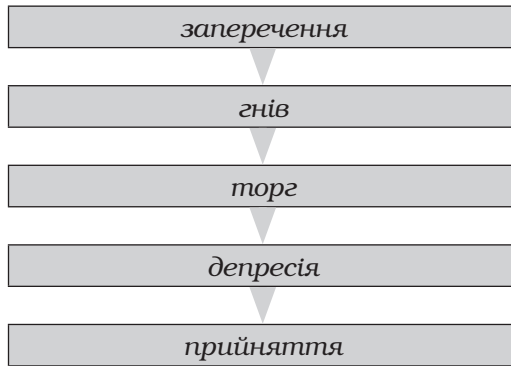 заперечення
гнів
торг
депресія
прийняття